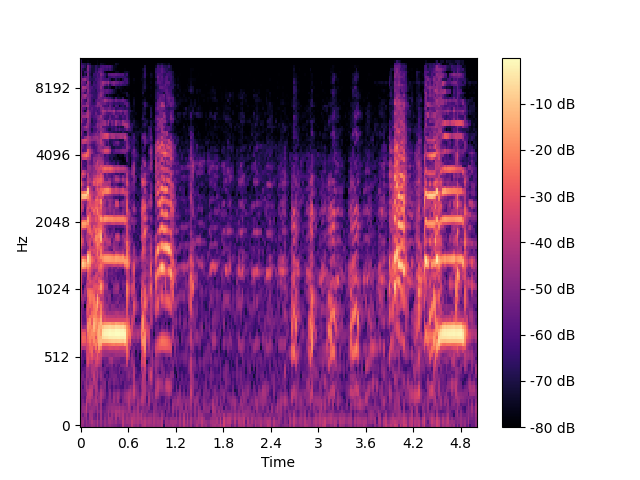 8192
4096
2048
1024
512
0
Hz
0 0.6 1.2 1.8 2.4 3 3.6 4.2 4.8
Time
-10 dB
-20 dB
-30 dB
-40 dB
-50 dB
-60 dB
-70 dB
-80 dB